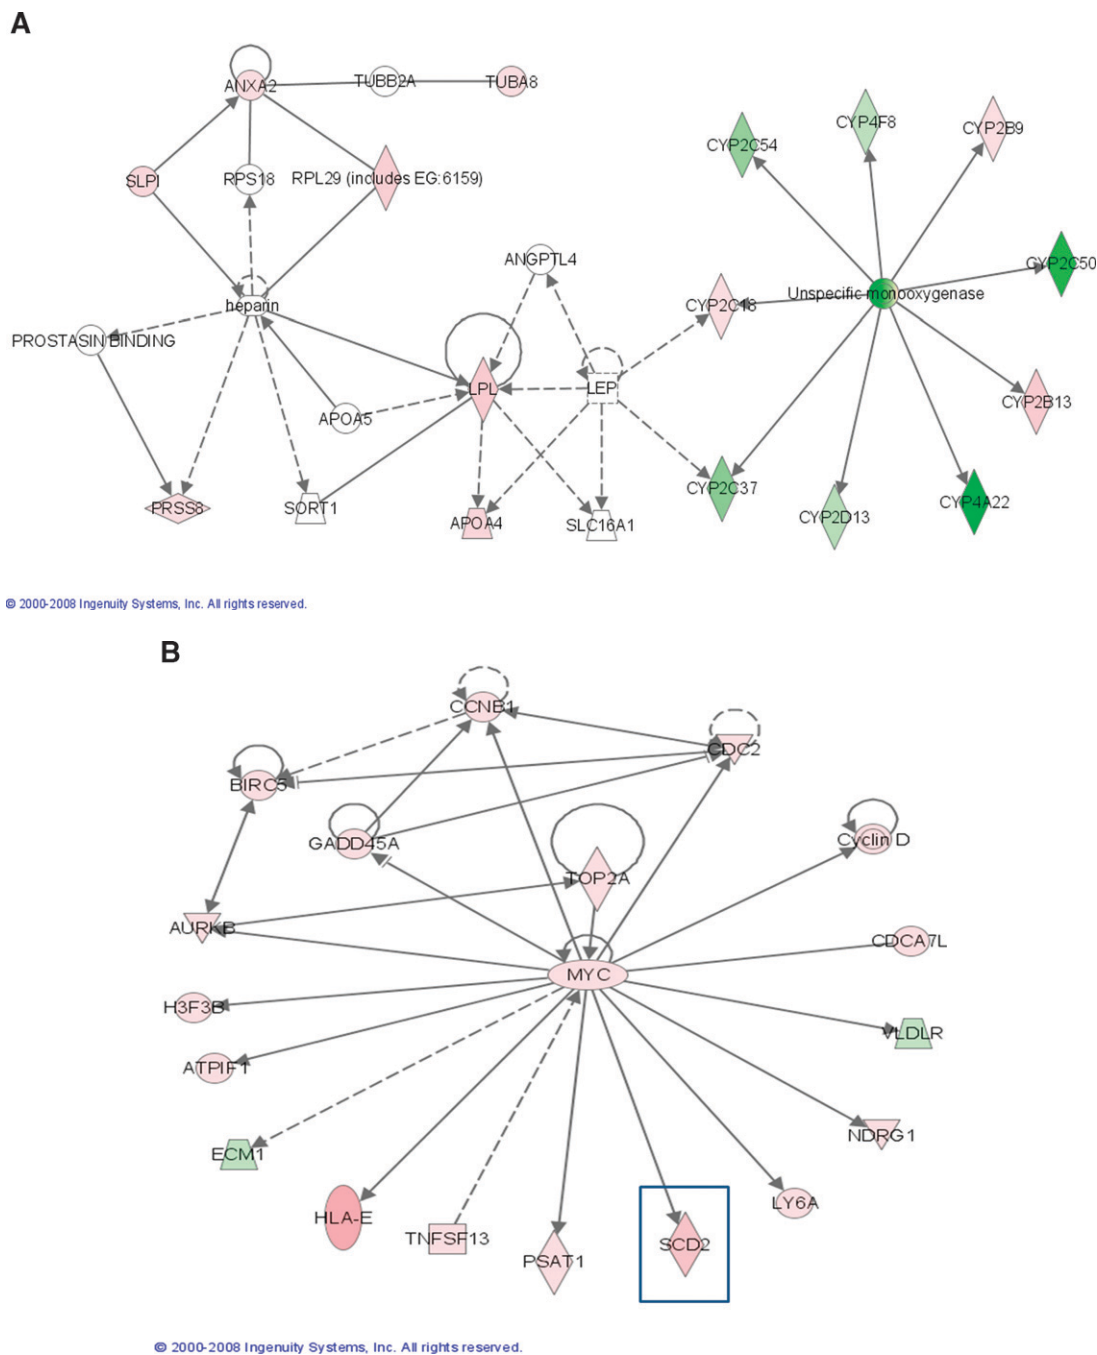 A
ANXA2
TUBB2A
TUBA8
CYP2C54
CYP4F8
CYP2B9
SLPI
RPS18
RPL29 (includes EG:6159)
ANGPTL4
CYP2C50
heparin
CYP2C18
Unspecific monooxygenase
PROSTASIN BINDING
LPL
LEP
APOA5
CYP2B13
PRSS8
SORT1
APOA4
SLC16A1
CYP2C37
CYP2D13
CYP4A22
© 2000-2008 Ingenuity Systems, Inc. All rights reserved.
B
CCNB1
CDC2
BIRC5
GADD45A
Cyclin D
TOP2A
AURKB
CDCA7L
MYC
H3F3B
VLDLR
ATPIF1
ECM1
NDRG1
HLA-E
TNFSF13
LY6A
PSAT1
SCD2
© 2000-2008 Ingenuity Systems, Inc. All rights reserved.